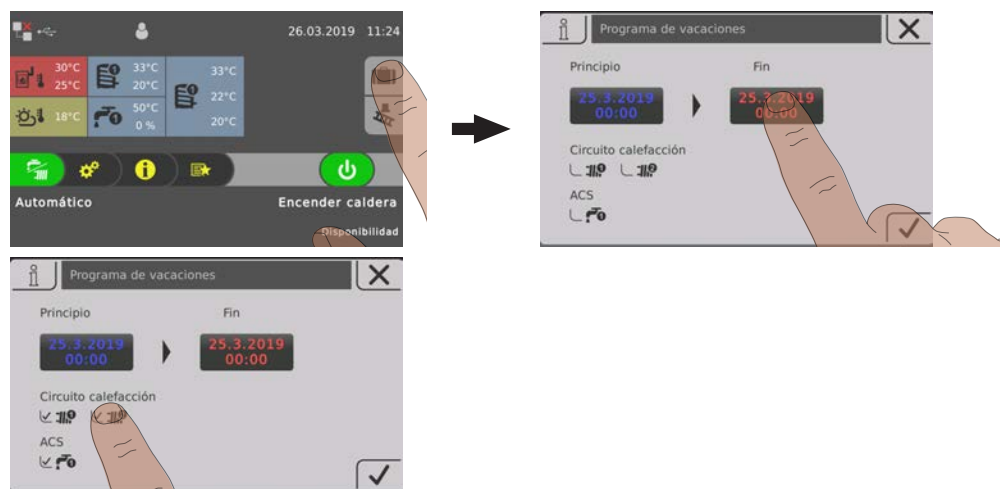 26.03.2019 11:24
30°C 33°C 33°C
25°C 20°C 22°C
18°C 50°C 20°C
0 %
Automático Encender caldera
Disponibilidad
Programa de vacaciones
Principio Fin
25.3.2019 25.3.2019
00:00 00:00
Circuito calefacción
ACS
Programa de vacaciones
Principio Fin
25.3.2019 25.3.2019
00:00 00:00
Circuito calefacción
ACS